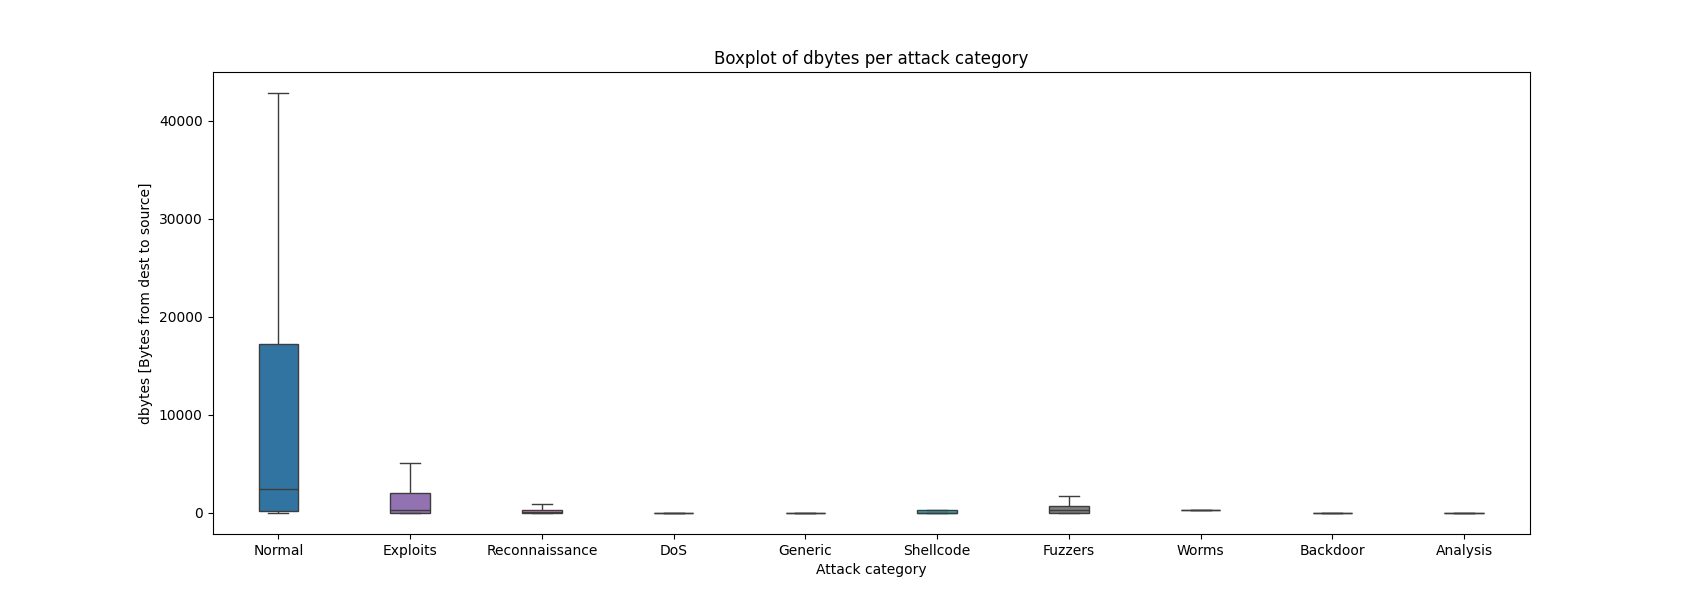 Boxplot of dbytes per attack category
dbytes [Bytes from dest to source]
40000
30000
20000
10000
0
Normal Exploits Reconnaissance DoS Generic Shellcode Fuzzers Worms Backdoor Analysis
Attack category